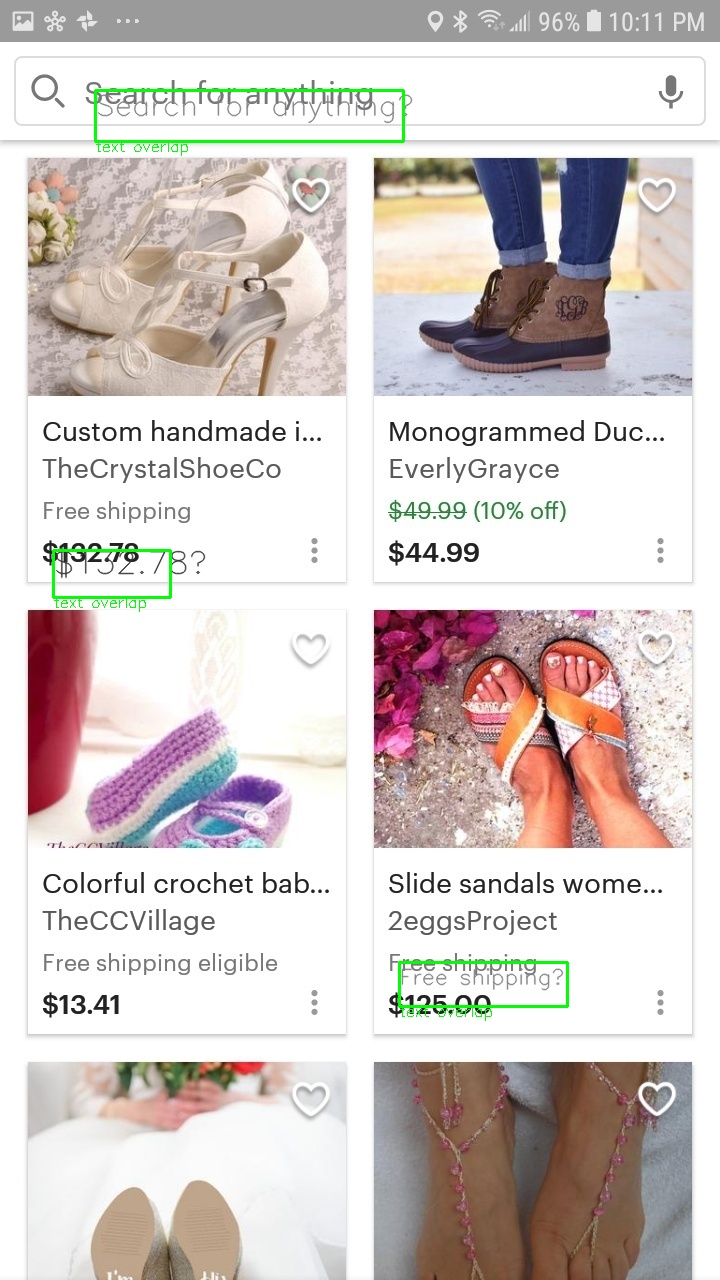 96% 10:11 PM
Search for anything
Search for anything?
text overlap
Custom handmade i...
TheCrystalShoeCo
Free shipping
$132.78
$132.78?
text overlap
Monogrammed Duc...
EverlyGrayce
$49.99 (10% off)
$44.99
TheCCVillage
Colorful crochet bab...
TheCCVillage
Free shipping eligible
$13.41
Slide sandals wome...
2eggsProject
Free shipping
Free shipping?
$125.00
text overlap
I'm